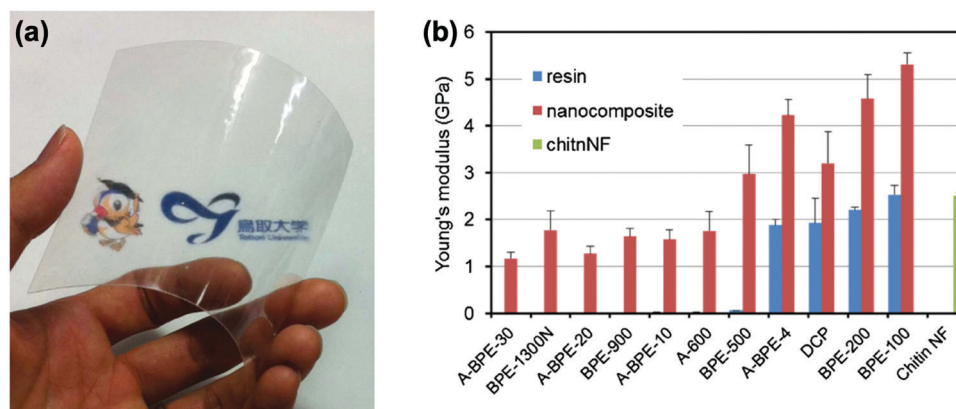 (a)
鳥取大学
Tottori University
(b)
Young's modulus (GPa)
6
5
4
3
2
1
0
resin
nanocomposite
chitnNF
A-BPE-30
BPE-1300N
A-BPE-20
BPE-900
A-BPE-10
A-600
BPE-500
A-BPE-4
DCP
BPE-200
BPE-100
Chitin NF